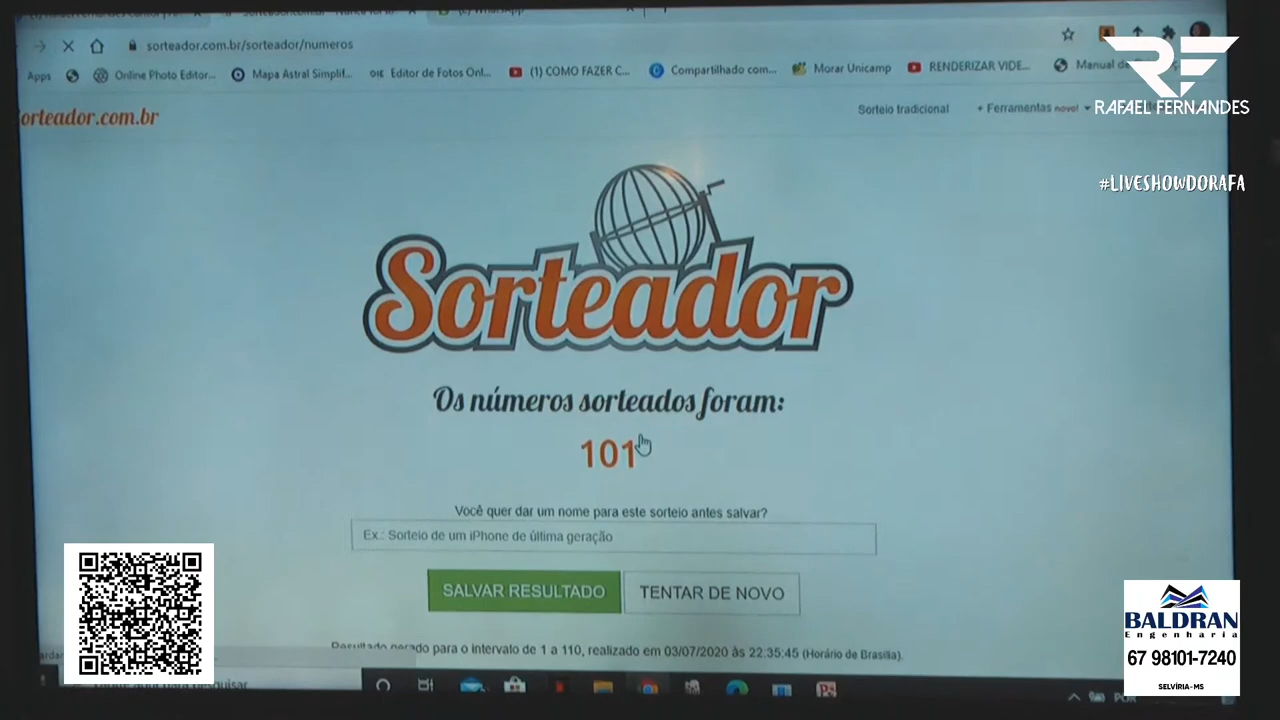 sorteador.com.br/sorteador/numeros
Apps
Online Photo Editor...
Mapa Astral Simplif...
Editor de Fotos Onl...
(1) COMO FAZER C...
Compartilhado com...
Morar Unicamp
RENDERIZAR VIDE...
Manual de
RAFAEL FERNANDES
orteador.com.br
Sorteio tradicional
+ Ferramentas novo!
#LIVESHOWDORAFA
Sorteador
Os números sorteados foram:
101
Você quer dar um nome para este sorteio antes salvar?
Ex.: Sorteio de um iPhone de última geração
SALVAR RESULTADO
TENTAR DE NOVO
Resultado gerado para o intervalo de 1 a 110, realizado em 03/07/2020 às 22:35:45 (Horário de Brasília).
BALDRAN
Engenharia
67 98101-7240
SELVÍRIA-MS
POR